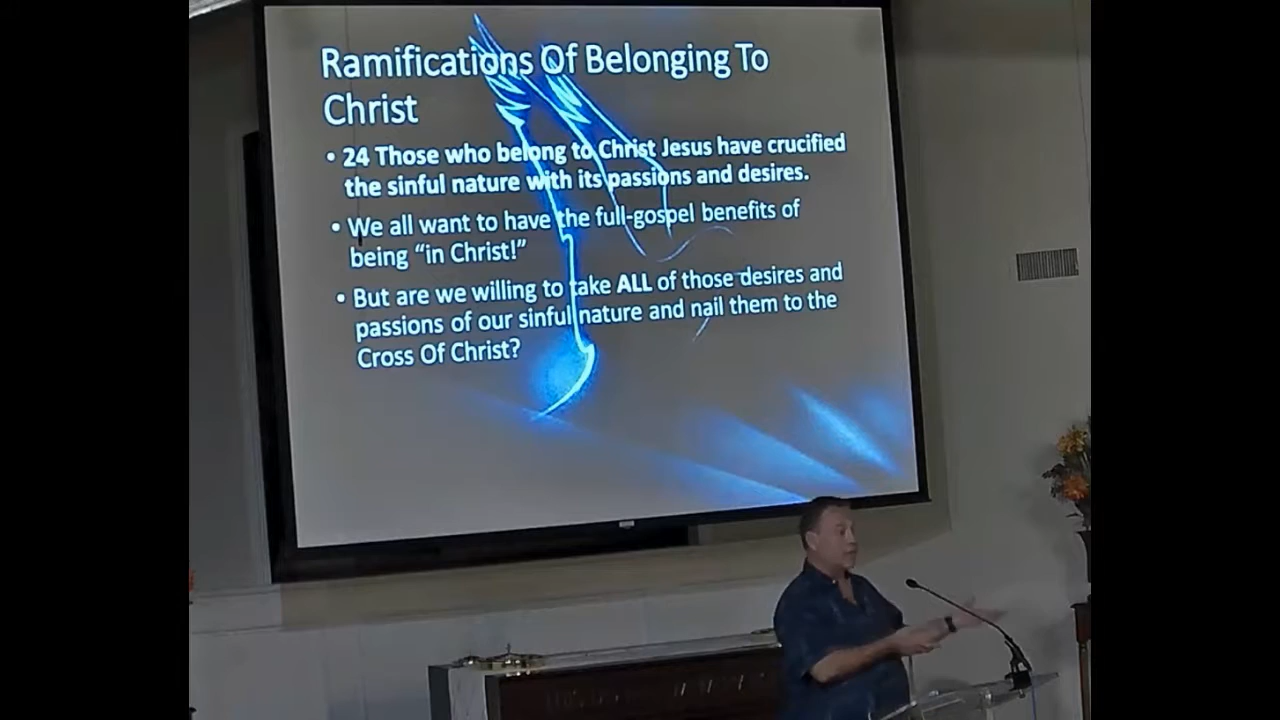 Ramifications Of Belonging To
Christ
• 24 Those who belong to Christ Jesus have crucified
the sinful nature with its passions and desires.
• We all want to have the full-gospel benefits of
being “in Christ!”
• But are we willing to take ALL of those desires and
passions of our sinful nature and nail them to the
Cross Of Christ?